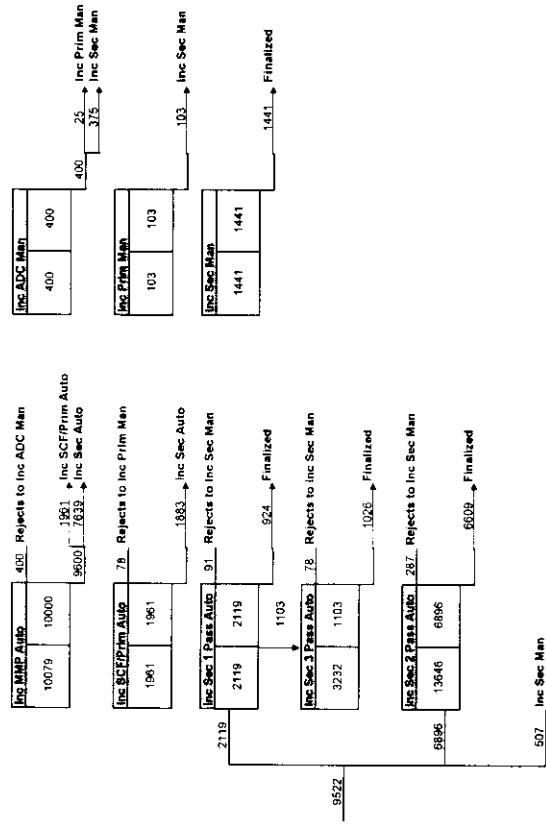 Inc MMP Auto
400 Rejects to Inc ADC Man
10079 10000
9600
1961 Inc SCF/Prim Auto
7639 Inc Sec Auto
Inc SCF/Prim Auto
78 Rejects to Inc Prim Man
1961 1961
1883 Inc Sec Auto
Inc Sec 1 Pass Auto
91 Rejects to Inc Sec Man
2119
2119 2119
924 Finalized
1103
Inc Sec 3 Pass Auto
78 Rejects to Inc Sec Man
3232 1103
1026 Finalized
9522
Inc Sec 2 Pass Auto
287 Rejects to Inc Sec Man
6896
13646 6896
6609 Finalized
507 Inc Sec Man
Inc ADC Man
400 400
400
25 Inc Prim Man
375 Inc Sec Man
Inc Prim Man
103 103
103 Inc Sec Man
Inc Sec Man
1441 1441
1441 Finalized